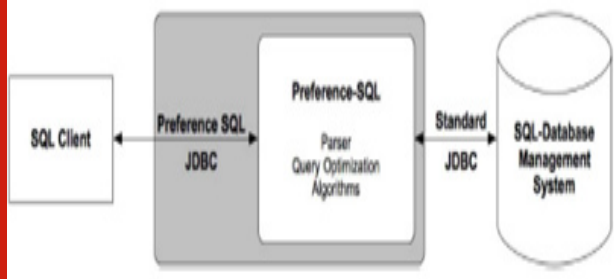 SQL Client
Preference SQL
JDBC
Preference-SQL
Parser
Query Optimization
Algorithms
Standard
JDBC
SQL-Database
Management
System